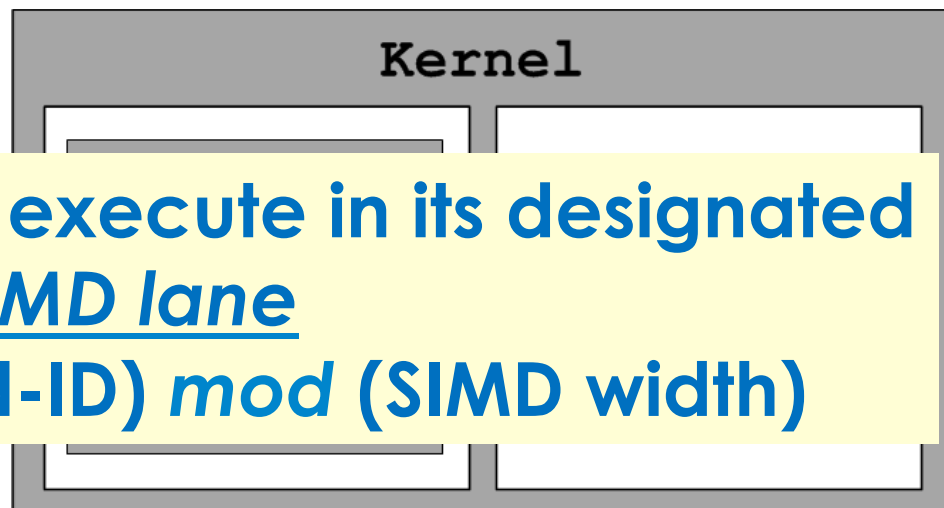 Kernel
execute in its designated
MD lane
-ID) mod (SIMD width)